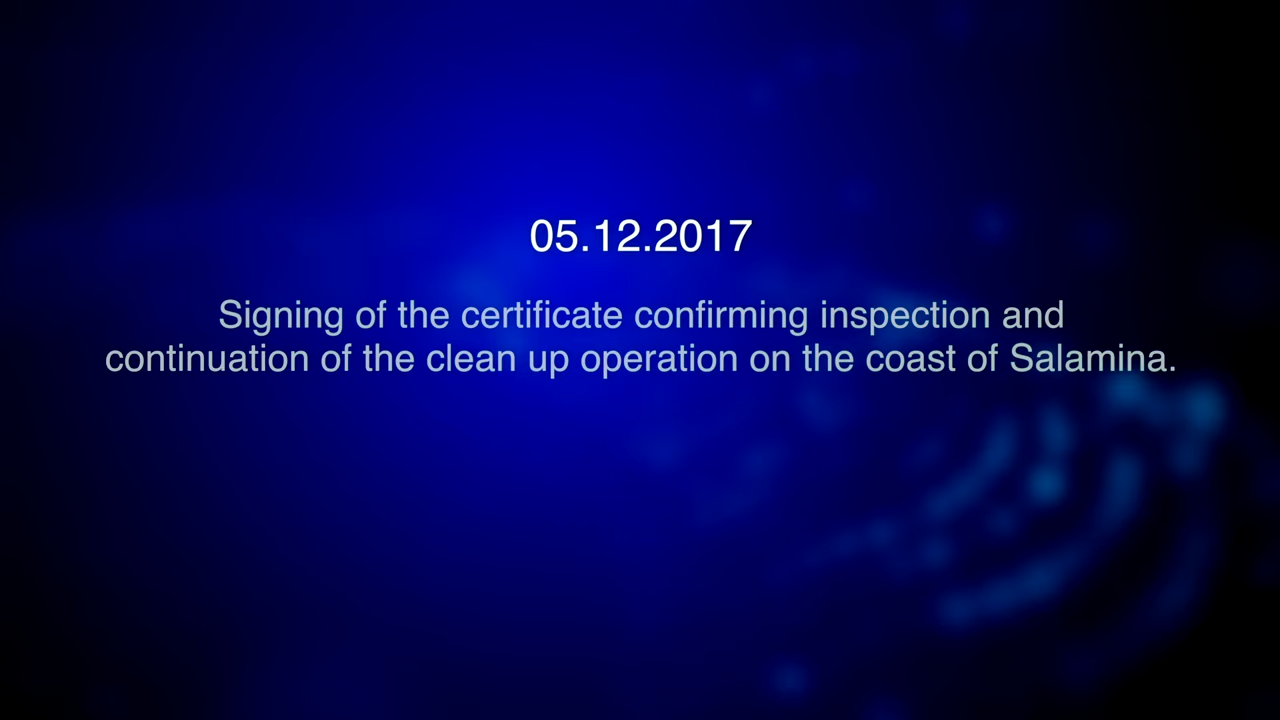 05.12.2017
Signing of the certificate confirming inspection and
continuation of the clean up operation on the coast of Salamina.